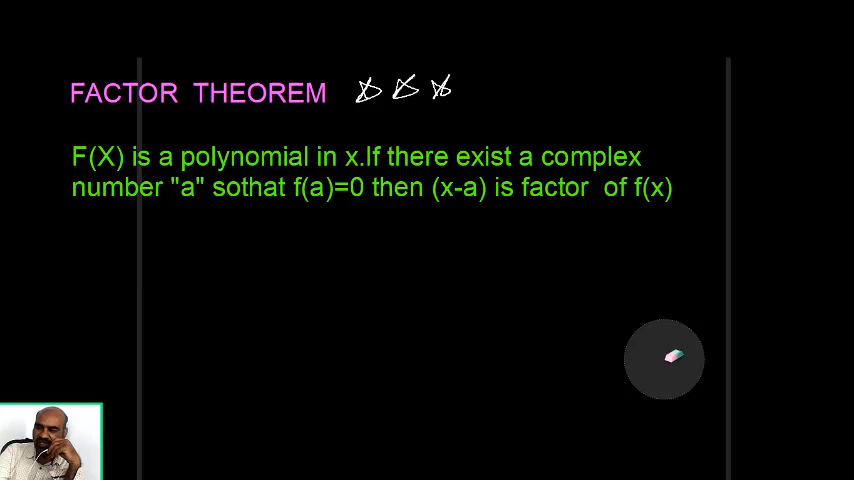 FACTOR THEOREM
F(X) is a polynomial in x.If there exist a complex
number "a" sothat f(a)=0 then (x-a) is factor of f(x)